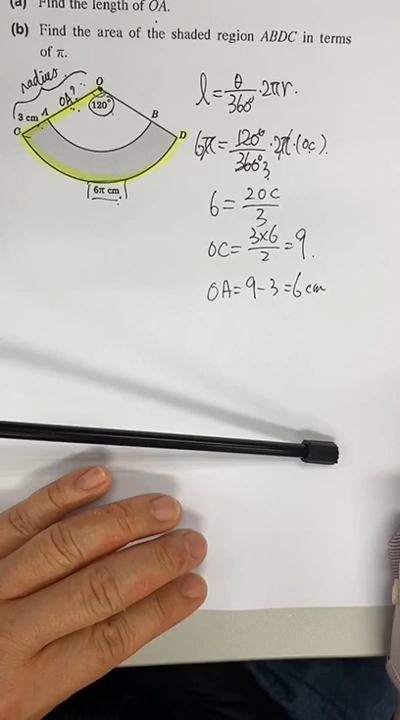 (a) Find the length of OA.
(b) Find the area of the shaded region ABDC in terms
of π.
radius
O
OA?
120°
3 cm
A
B
C
D
6π cm
l = θ/360° · 2πr.
6π = 120°/360° 3 · 2π · (OC).
6 = 2OC/3
OC = 3×6/2 = 9.
OA = 9 - 3 = 6 cm